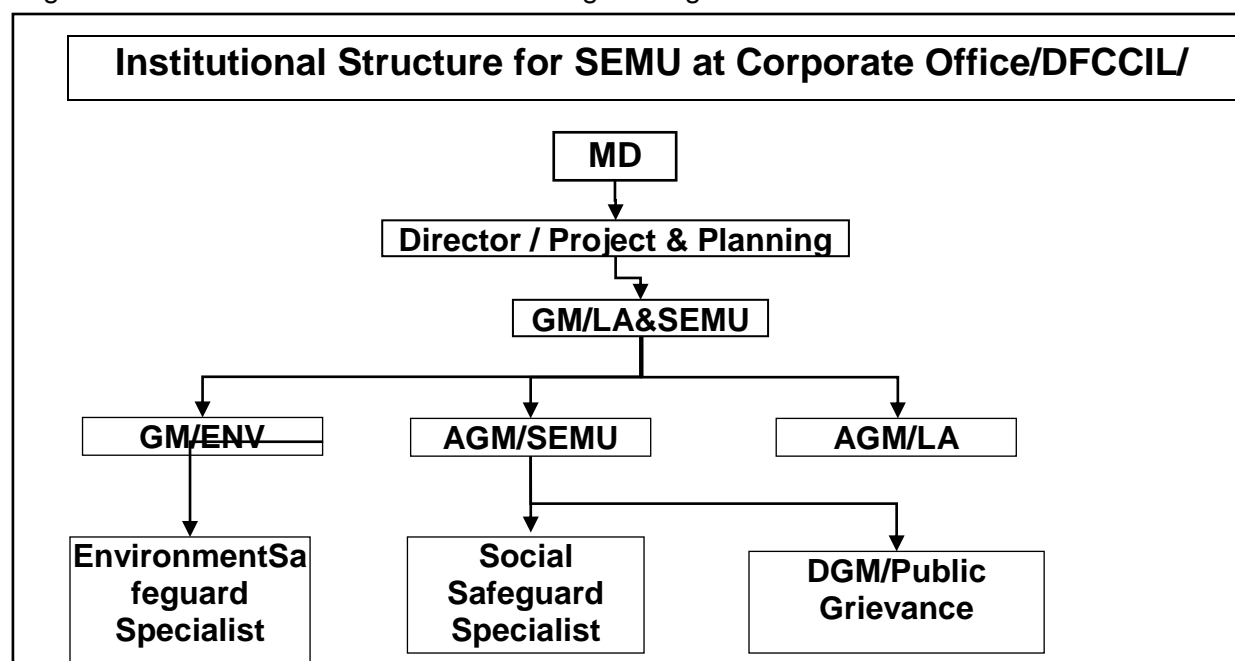 Institutional Structure for SEMU at Corporate Office/DFCCIL/
MD
Director / Project & Planning
GM/LA&SEMU
GM/ENV
AGM/SEMU
AGM/LA
EnvironmentSa
feguard
Specialist
Social
Safeguard
Specialist
DGM/Public
Grievance